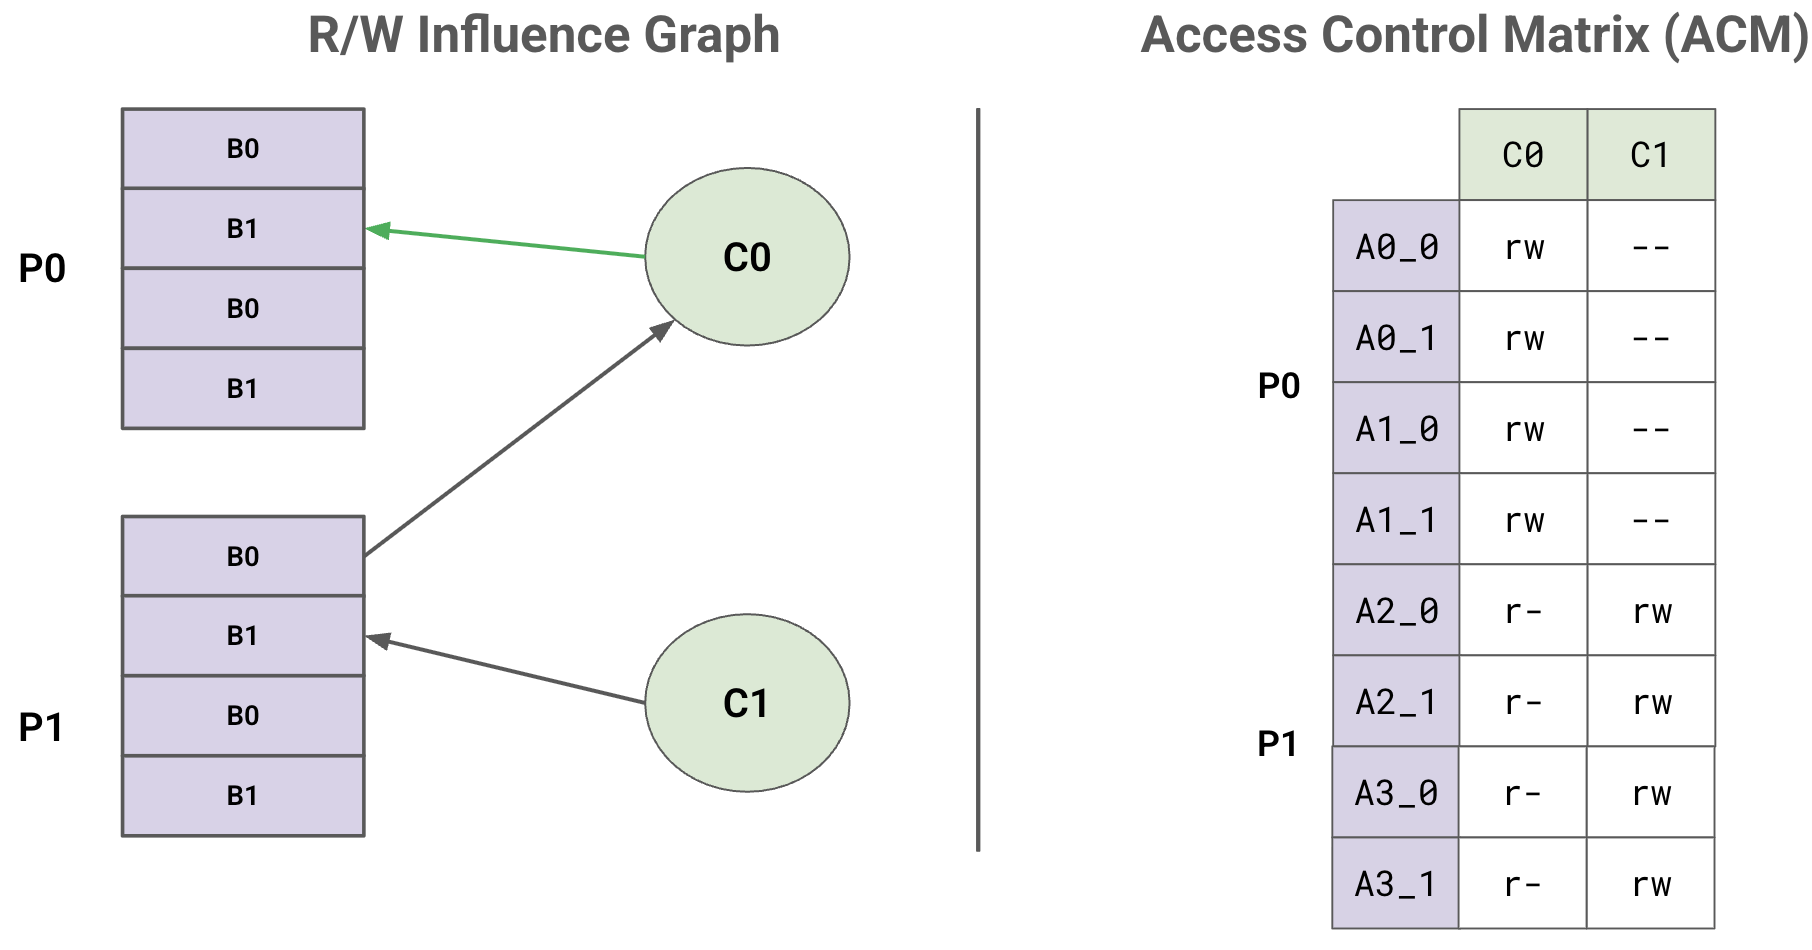 R/W Influence Graph
P0
B0
B1
B0
B1
C0
P1
B0
B1
B0
B1
C1
Access Control Matrix (ACM)
C0 C1
P0
A0_0 rw --
A0_1 rw --
A1_0 rw --
A1_1 rw --
P1
A2_0 r- rw
A2_1 r- rw
A3_0 r- rw
A3_1 r- rw